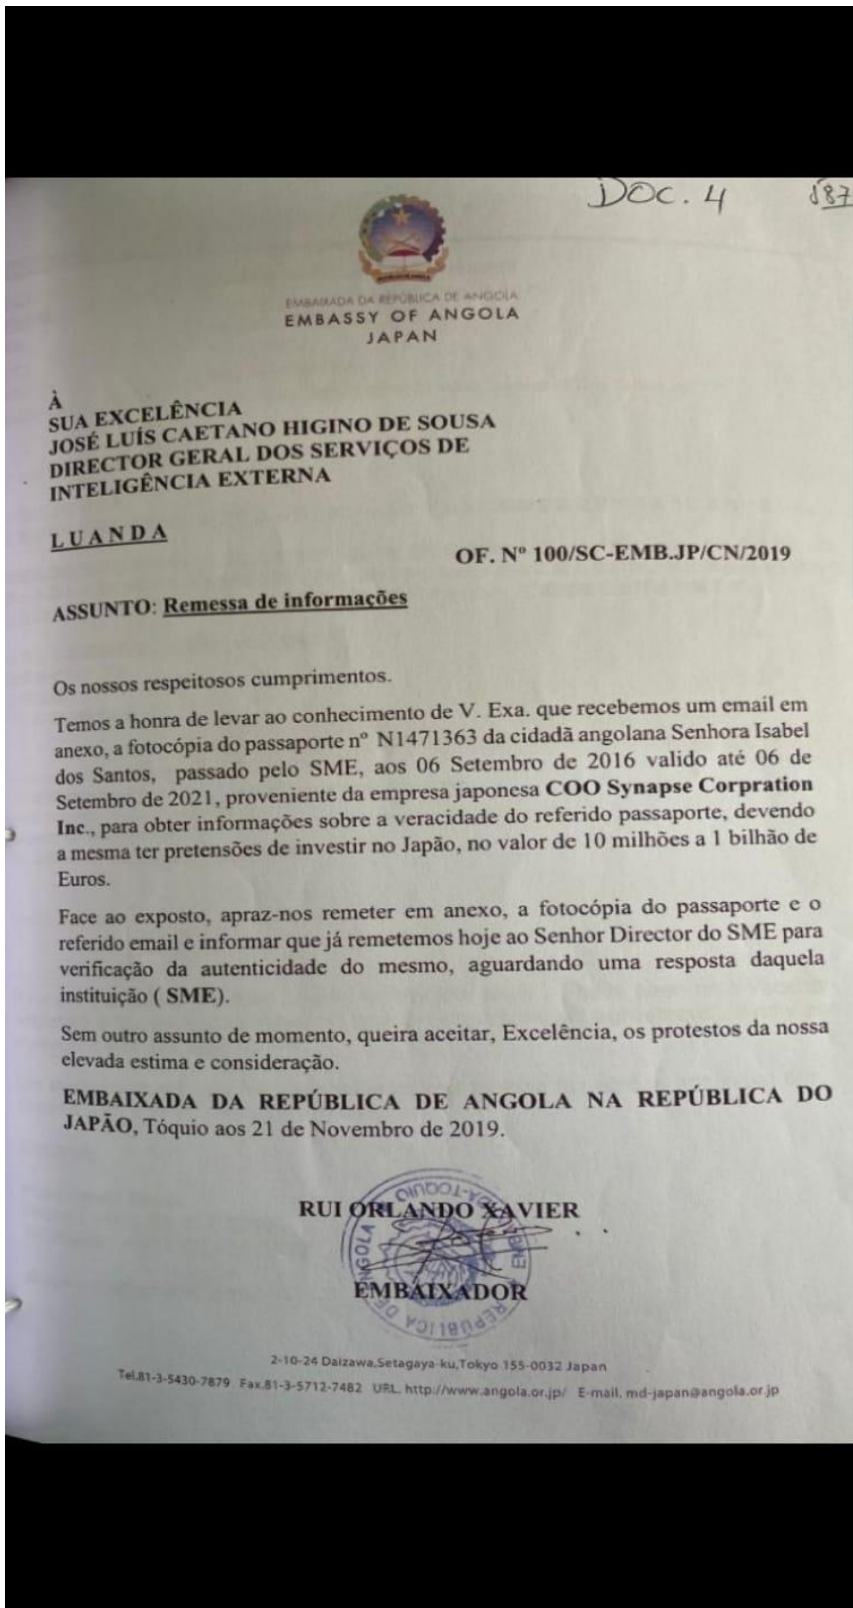 DOC. 4
187
EMBAIXADA DA REPÚBLICA DE ANGOLA
EMBASSY OF ANGOLA
JAPAN
À
SUA EXCELÊNCIA
JOSÉ LUÍS CAETANO HIGINO DE SOUSA
DIRECTOR GERAL DOS SERVIÇOS DE
INTELIGÊNCIA EXTERNA
LUANDA
OF. Nº 100/SC-EMB.JP/CN/2019
ASSUNTO: Remessa de informações
Os nossos respeitosos cumprimentos.
Temos a honra de levar ao conhecimento de V. Exa. que recebemos um email em
anexo, a fotocópia do passaporte nº N1471363 da cidadã angolana Senhora Isabel
dos Santos, passado pelo SME, aos 06 Setembro de 2016 valido até 06 de
Setembro de 2021, proveniente da empresa japonesa COO Synapse Corpration
Inc., para obter informações sobre a veracidade do referido passaporte, devendo
a mesma ter pretensões de investir no Japão, no valor de 10 milhões a 1 bilhão de
Euros.
Face ao exposto, apraz-nos remeter em anexo, a fotocópia do passaporte e o
referido email e informar que já remetemos hoje ao Senhor Director do SME para
verificação da autenticidade do mesmo, aguardando uma resposta daquela
instituição ( SME).
Sem outro assunto de momento, queira aceitar, Excelência, os protestos da nossa
elevada estima e consideração.
EMBAIXADA DA REPÚBLICA DE ANGOLA NA REPÚBLICA DO
JAPÃO, Tóquio aos 21 de Novembro de 2019.
RUI ORLANDO XAVIER
EMBAIXADOR
2-10-24 Daizawa,Setagaya-ku,Tokyo 155-0032 Japan
Tel.81-3-5430-7879 Fax.81-3-5712-7482 URL. http://www.angola.or.jp/ E-mail. md-japan@angola.or.jp